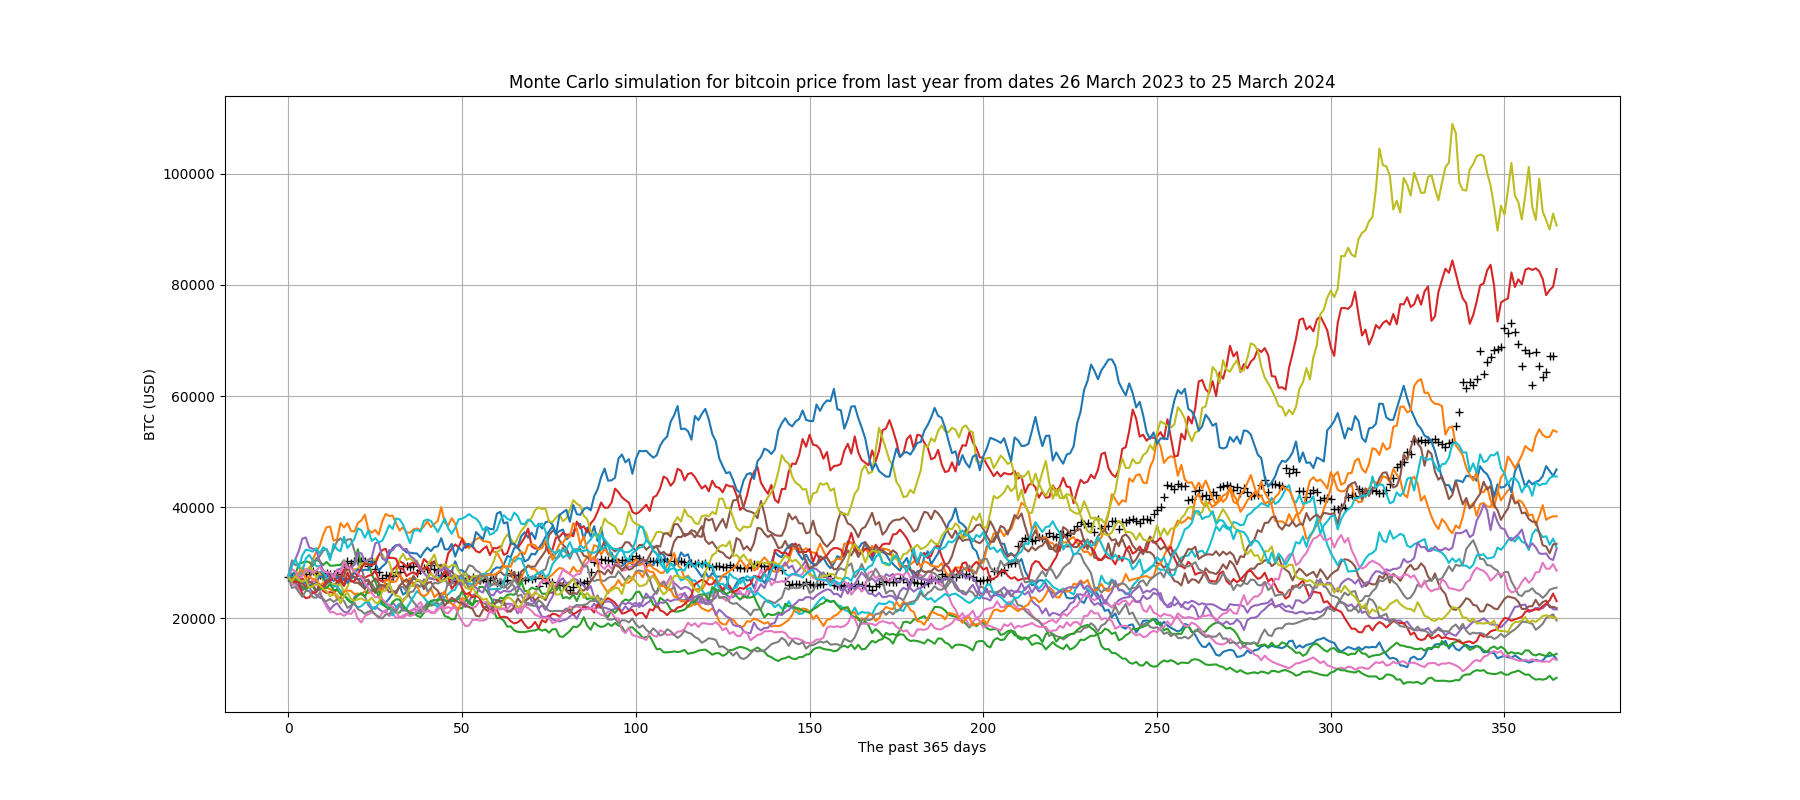 Monte Carlo simulation for bitcoin price from last year from dates 26 March 2023 to 25 March 2024
100000
80000
60000
40000
20000
BTC (USD)
0 50 100 150 200 250 300 350
The past 365 days